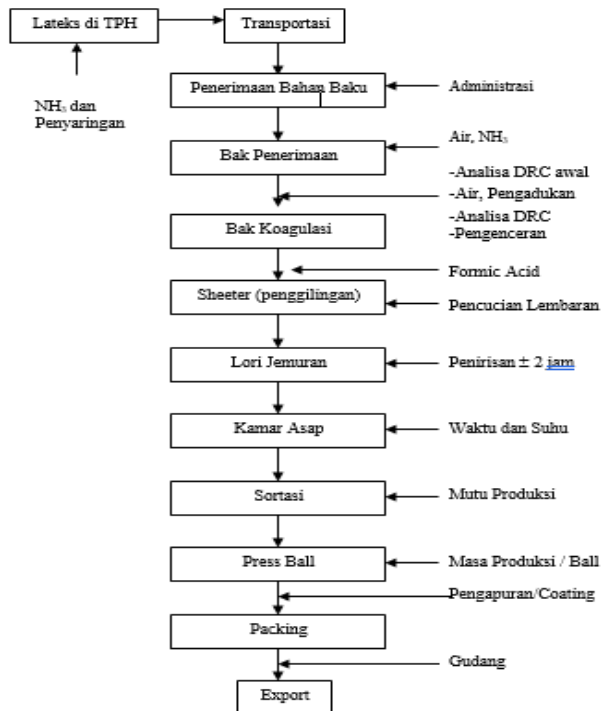 Lateks di TPH
Transportasi
NH₃ dan
Penyaringan
Penerimaan Bahan Baku
Administrasi
Bak Penerimaan
Air, NH₃
-Analisa DRC awal
-Air, Pengadukan
-Analisa DRC
-Pengenceran
Bak Koagulasi
Formic Acid
Sheeter (penggilingan)
Pencucian Lembaran
Lori Jemuran
Penirisan ± 2 jam
Kamar Asap
Waktu dan Suhu
Sortasi
Mutu Produksi
Press Ball
Masa Produksi / Ball
Pengapuran/Coating
Packing
Gudang
Export